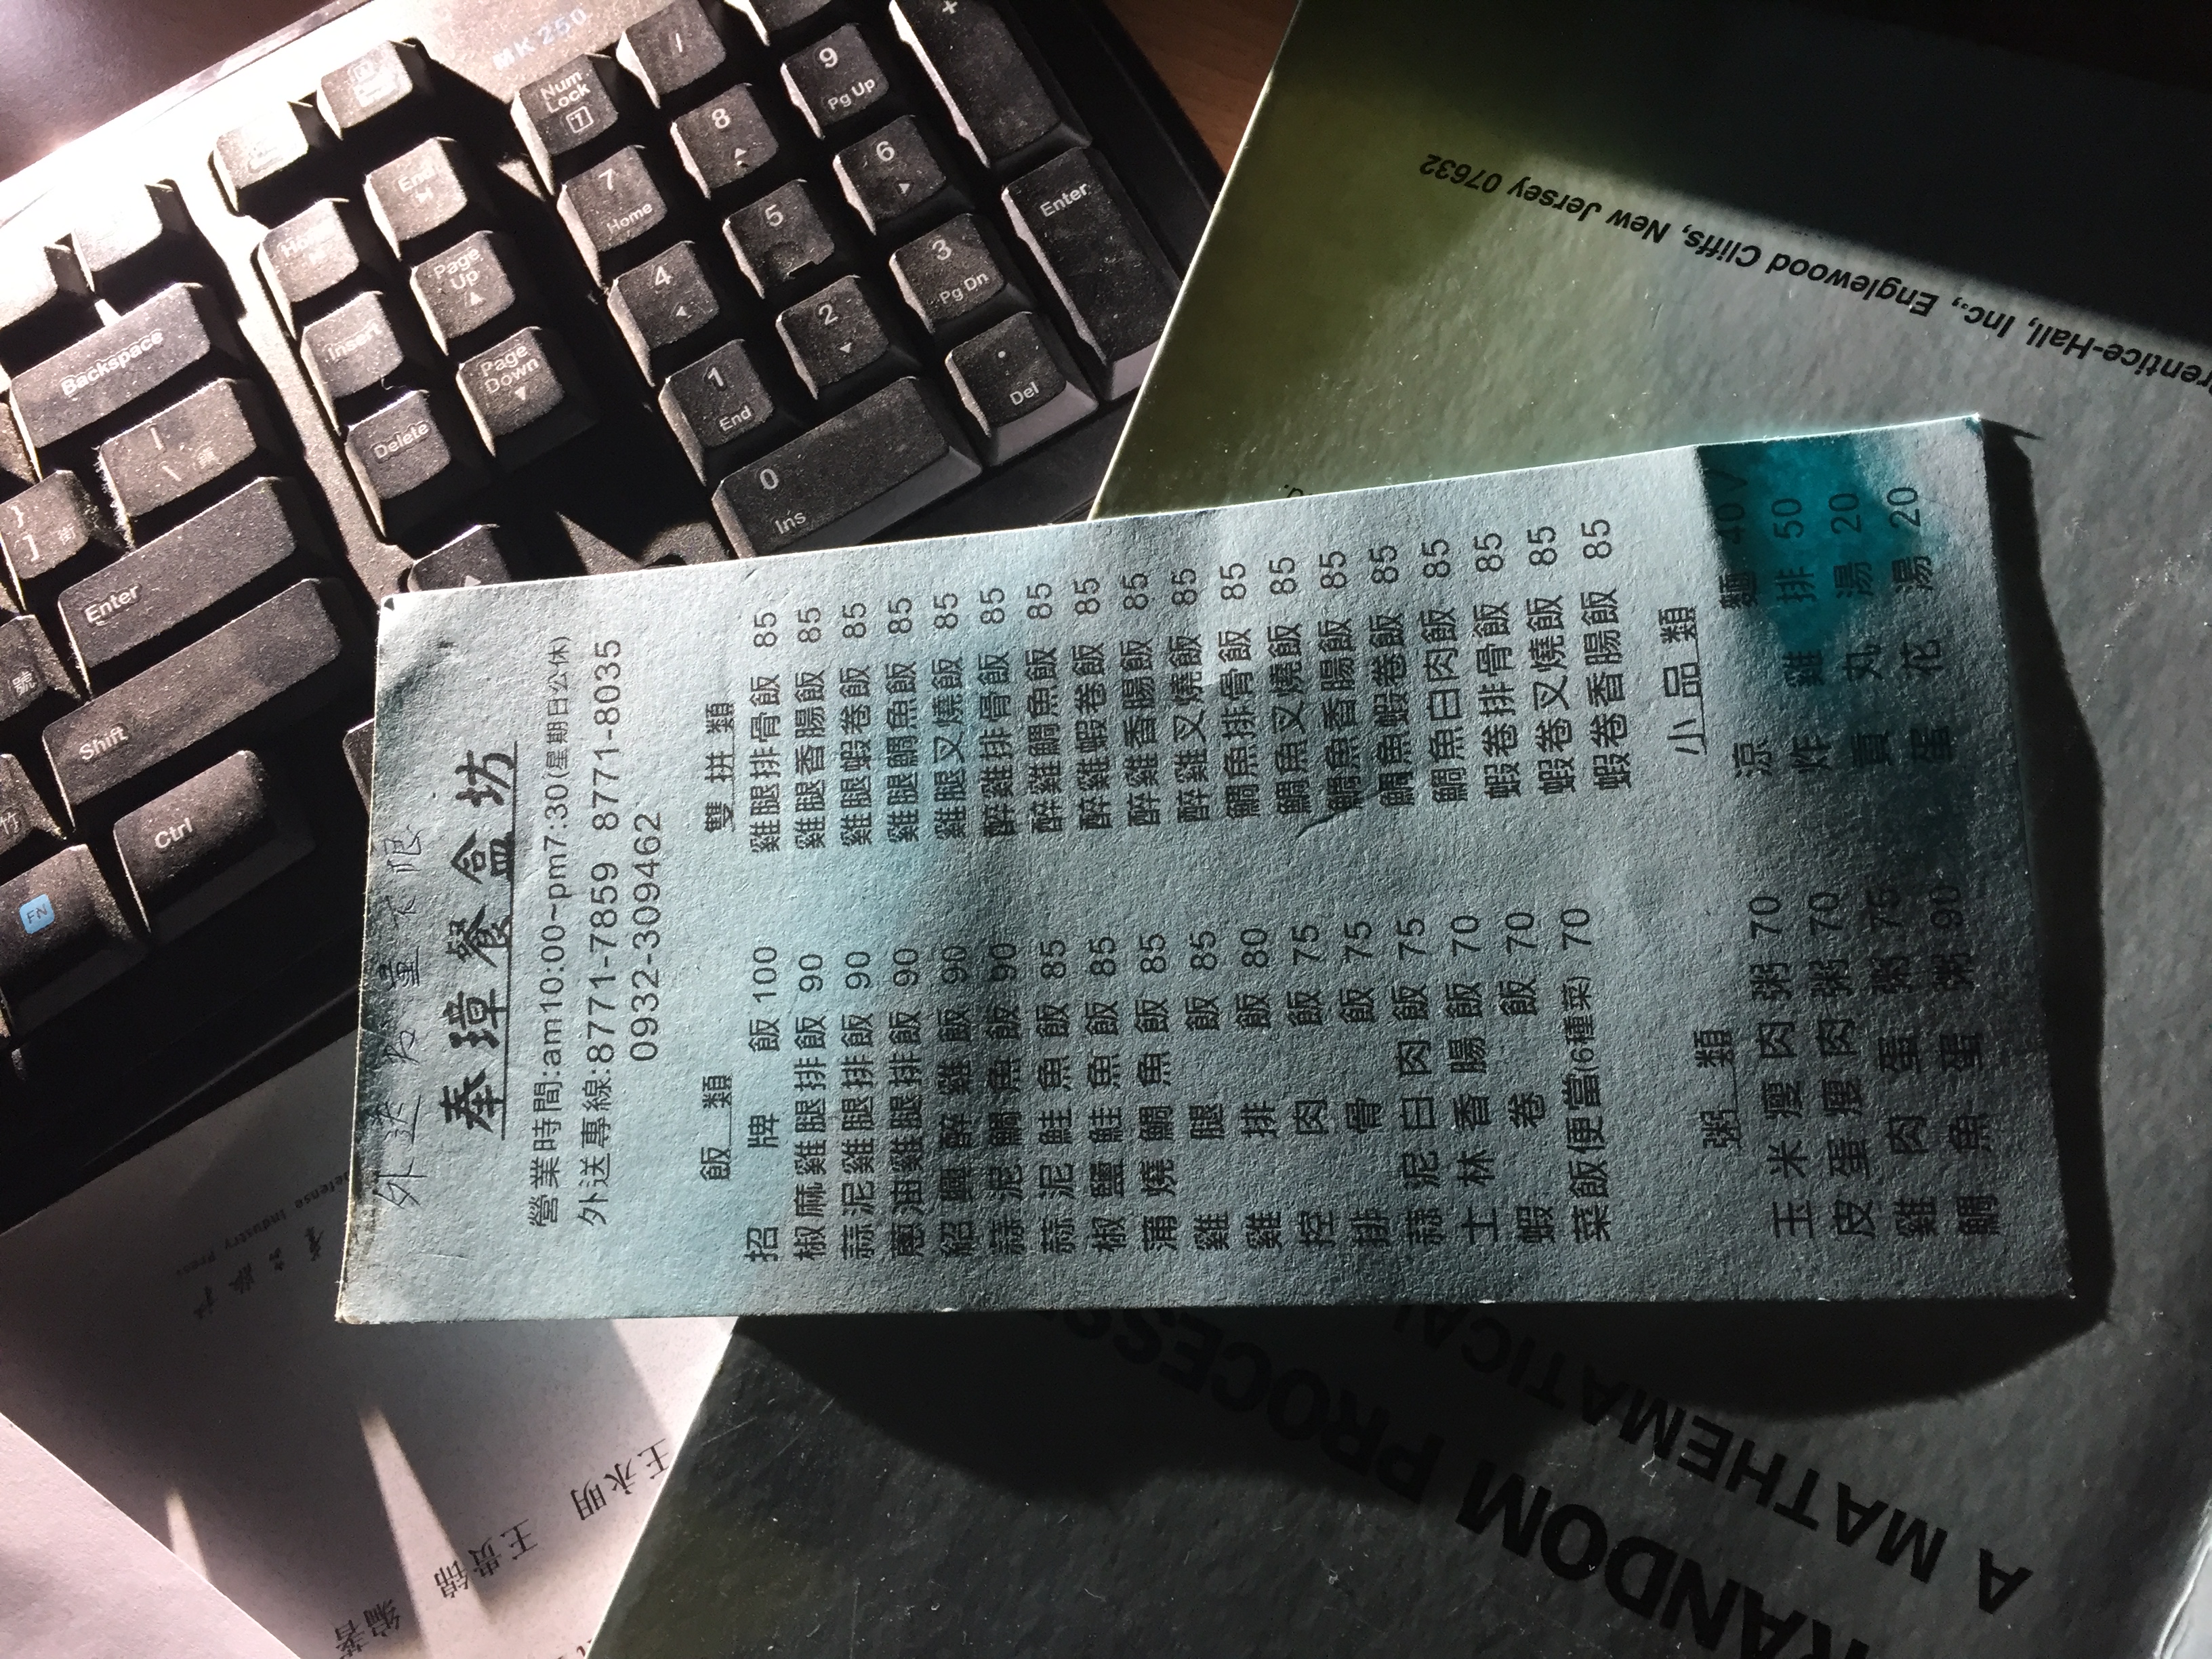 外送 數量不限
奉璋餐盒坊
營業時間:am10:00~pm7:30(星期日公休)
外送專線:8771-7859 8771-8035
0932-309462
飯類
招牌飯 100
椒麻雞腿排飯 90
蒜泥雞腿排飯 90
蔥油雞腿排飯 90
紹興醉雞飯 90
蒜泥鯛魚飯 90
蒜泥鮭魚飯 85
椒鹽鮭魚飯 85
蒲燒鯛魚飯 85
雞腿飯 85
雞排飯 80
控肉飯 75
排骨飯 75
蒜泥白肉飯 75
士林香腸飯 70
蝦卷飯 70
菜飯便當(6種菜) 70
粥類
玉米瘦肉粥 70
皮蛋瘦肉粥 70
雞肉蛋粥 75
鯛魚蛋粥 90
雙拼類
雞腿排骨飯 85
雞腿香腸飯 85
雞腿蝦卷飯 85
雞腿鯛魚飯 85
雞腿叉燒飯 85
醉雞排骨飯 85
醉雞鯛魚飯 85
醉雞蝦卷飯 85
醉雞香腸飯 85
醉雞叉燒飯 85
鯛魚排骨飯 85
鯛魚叉燒飯 85
鯛魚香腸飯 85
鯛魚蝦卷飯 85
鯛魚白肉飯 85
蝦卷排骨飯 85
蝦卷叉燒飯 85
蝦卷香腸飯 85
小品類
涼麵 40✓
炸雞排 50
貢丸湯 20
蛋花湯 20
FN
Ctrl
Shift
Enter
Backspace
Delete
Insert
End
Page Up
Page Down
MK250
Num Lock
7 Home
4
1 End
0 Ins
/
8
5
2
9 Pg Up
6
3 Pg Dn
. Del
+
Enter
編著
王貴錦
王永明
Industry Press
RANDOM PROCESS
A MATHEMATICAL
Prentice-Hall, Inc., Englewood Cliffs, New Jersey 07632